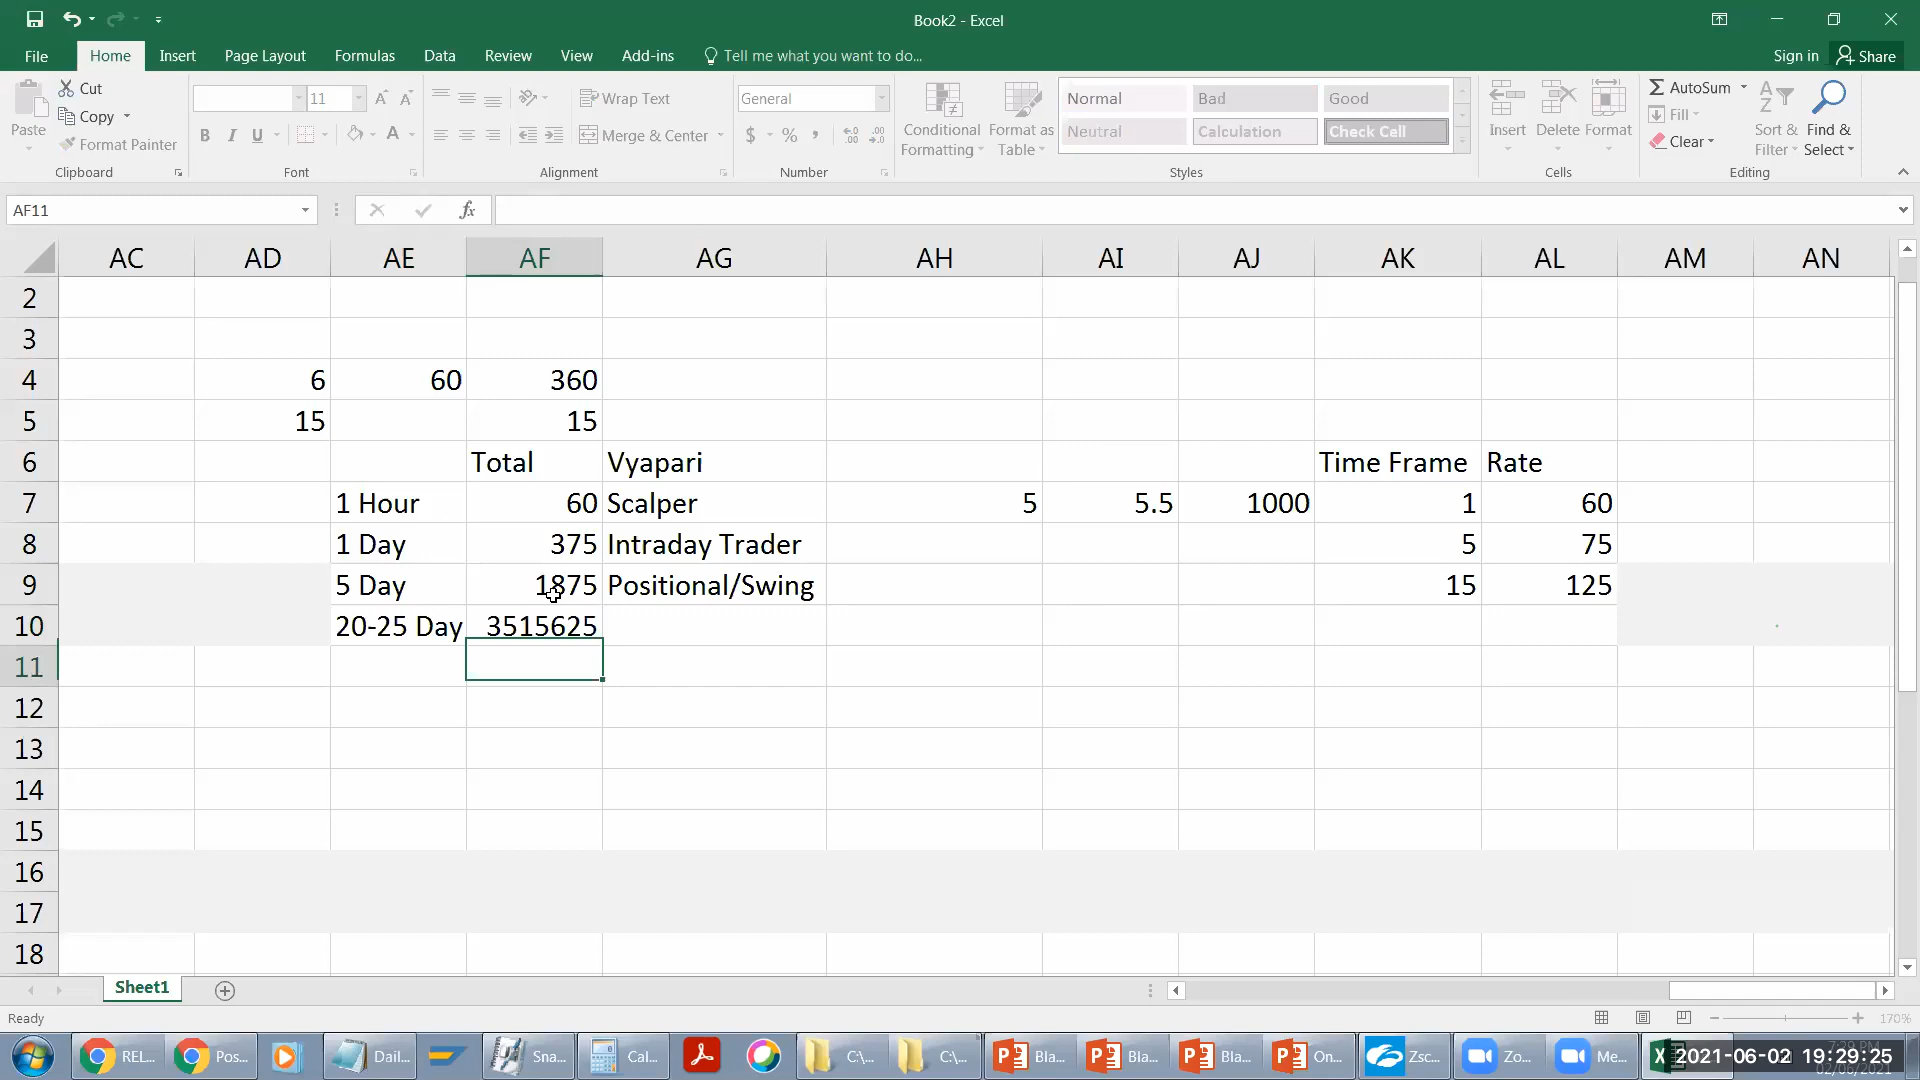 Book2 - Excel
File Home Insert Page Layout Formulas Data Review View Add-ins Tell me what you want to do... Sign in Share
Paste Cut Copy Format Painter Clipboard
11 B I U A A A Font
Wrap Text Merge & Center Alignment
General $ % , Number
Conditional Formatting Format as Table Normal Bad Good Neutral Calculation Check Cell Styles
Insert Delete Format Cells
AutoSum Fill Clear Sort & Filter Find & Select Editing
AF11 fx
AC AD AE AF AG AH AI AJ AK AL AM AN
2
3
4 6 60 360
5 15 15
6 Total Vyapari Time Frame Rate
7 1 Hour 60 Scalper 5 5.5 1000 1 60
8 1 Day 375 Intraday Trader 5 75
9 5 Day 1875 Positional/Swing 15 125
10 20-25 Day 3515625
11
12
13
14
15
16
17
18
Sheet1
Ready 170%
REL... Pos... Dail... Sna... Cal... C:\... C:\... Bla... Bla... Bla... On... Zsc... Zo... Me... 2021-06-02 19:29:25
02/06/2021